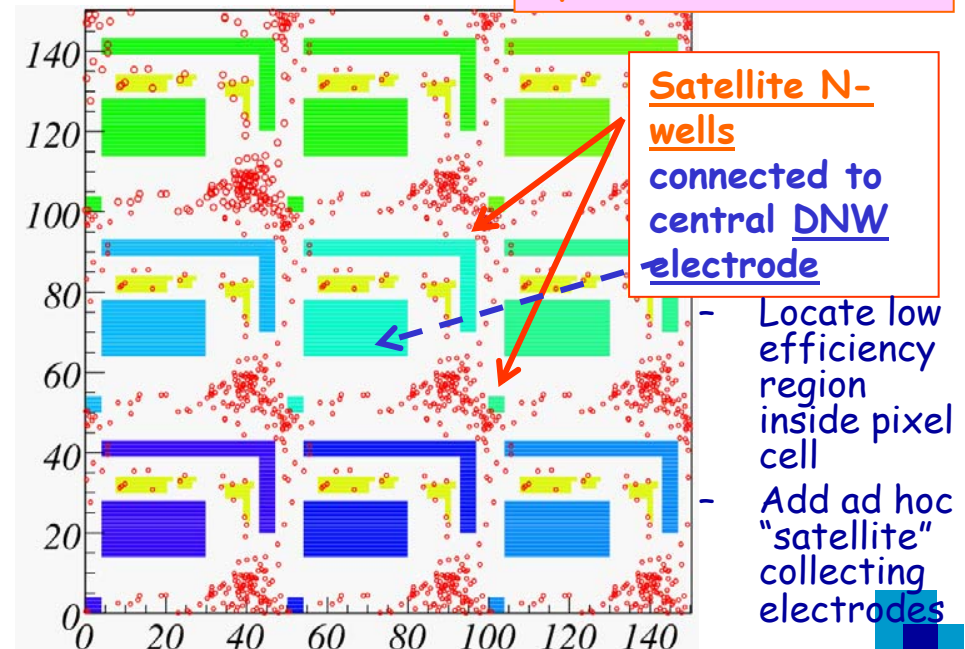 Satellite N-
wells
connected to
central DNW
electrode
– Locate low
efficiency
region
inside pixel
cell
– Add ad hoc
“satellite”
collecting
electrodes
140
120
100
80
60
40
20
0
0 20 40 60 80 100 120 140